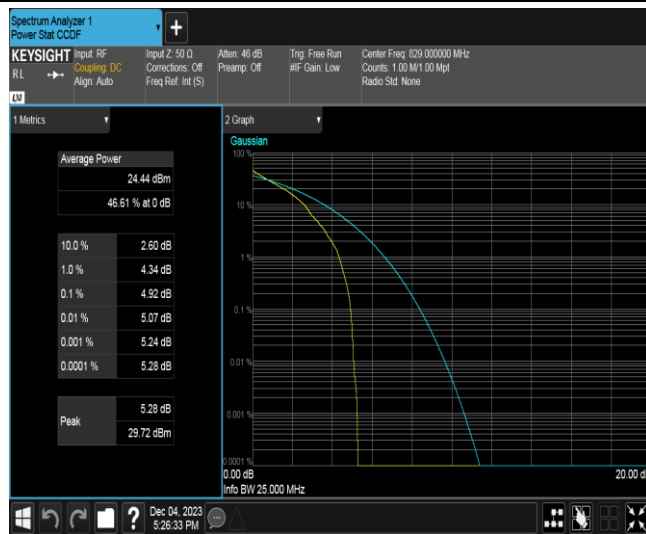 Spectrum Analyzer 1
Power Stat CCDF
+
KEYSIGHT
RL
Input: RF
Coupling: DC
Align: Auto
Input Z: 50 Ω
Corrections: Off
Freq Ref: Int (S)
Atten: 46 dB
Preamp: Off
Trig: Free Run
#IF Gain: Low
Center Freq: 829.000000 MHz
Counts: 1.00 M/1.00 Mpt
Radio Std: None
1 Metrics
Average Power
24.44 dBm
46.61 % at 0 dB
10.0 % 2.60 dB
1.0 % 4.34 dB
0.1 % 4.92 dB
0.01 % 5.07 dB
0.001 % 5.24 dB
0.0001 % 5.28 dB
Peak
5.28 dB
29.72 dBm
2 Graph
Gaussian
100 %
10 %
1 %
0.1 %
0.01 %
0.001 %
0.0001 %
0.00 dB
20.00 d
Info BW 25.000 MHz
?
Dec 04, 2023
5:26:33 PM